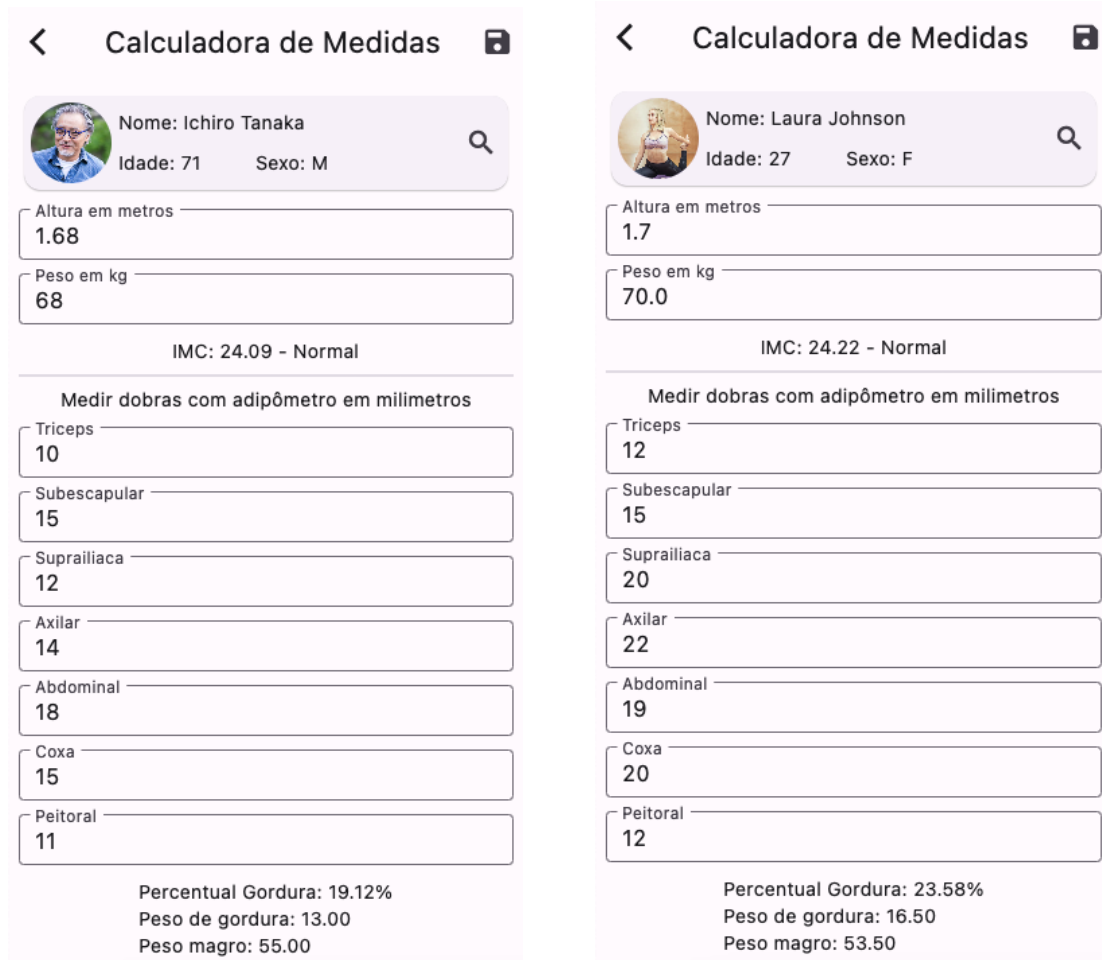 Calculadora de Medidas
Nome: Ichiro Tanaka
Idade: 71 Sexo: M
Altura em metros
1.68
Peso em kg
68
IMC: 24.09 - Normal
Medir dobras com adipômetro em milimetros
Triceps
10
Subescapular
15
Suprailiaca
12
Axilar
14
Abdominal
18
Coxa
15
Peitoral
11
Percentual Gordura: 19.12%
Peso de gordura: 13.00
Peso magro: 55.00
Calculadora de Medidas
Nome: Laura Johnson
Idade: 27 Sexo: F
Altura em metros
1.7
Peso em kg
70.0
IMC: 24.22 - Normal
Medir dobras com adipômetro em milimetros
Triceps
12
Subescapular
15
Suprailiaca
20
Axilar
22
Abdominal
19
Coxa
20
Peitoral
12
Percentual Gordura: 23.58%
Peso de gordura: 16.50
Peso magro: 53.50